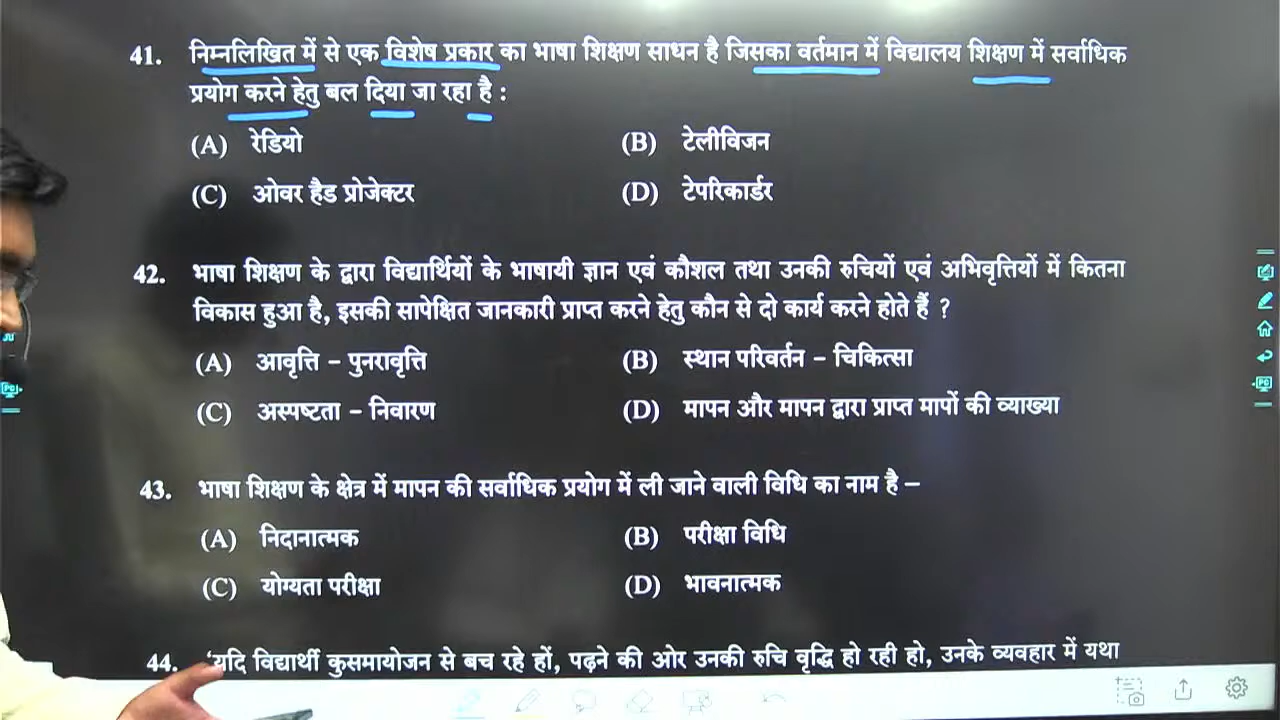 41. निम्नलिखित में से एक विशेष प्रकार का भाषा शिक्षण साधन है जिसका वर्तमान में विद्यालय शिक्षण में सर्वाधिक
प्रयोग करने हेतु बल दिया जा रहा है :
(A) रेडियो (B) टेलीविजन
(C) ओवर हैड प्रोजेक्टर (D) टेपरिकार्डर
42. भाषा शिक्षण के द्वारा विद्यार्थियों के भाषायी ज्ञान एवं कौशल तथा उनकी रुचियों एवं अभिवृत्तियों में कितना
विकास हुआ है, इसकी सापेक्षित जानकारी प्राप्त करने हेतु कौन से दो कार्य करने होते हैं ?
(A) आवृत्ति – पुनरावृत्ति (B) स्थान परिवर्तन – चिकित्सा
(C) अस्पष्टता – निवारण (D) मापन और मापन द्वारा प्राप्त मापों की व्याख्या
43. भाषा शिक्षण के क्षेत्र में मापन की सर्वाधिक प्रयोग में ली जाने वाली विधि का नाम है –
(A) निदानात्मक (B) परीक्षा विधि
(C) योग्यता परीक्षा (D) भावनात्मक
44. 'यदि विद्यार्थी कुसमायोजन से बच रहे हों, पढ़ने की ओर उनकी रुचि वृद्धि हो रही हो, उनके व्यवहार में यथा